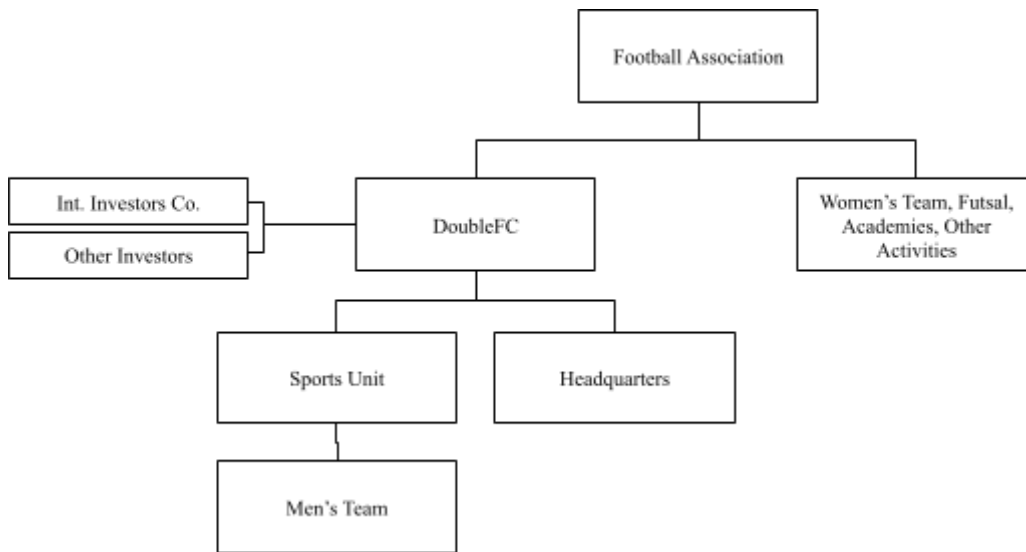 Football Association
Int. Investors Co.
Other Investors
DoubleFC
Women's Team, Futsal,
Academies, Other
Activities
Sports Unit
Headquarters
Men's Team